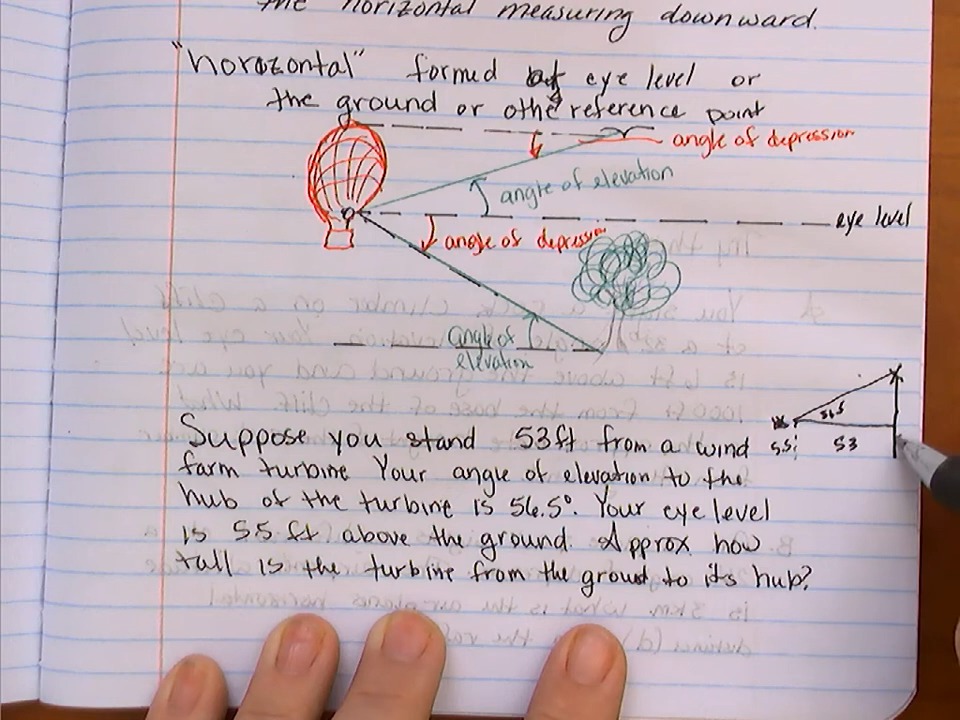 the horizontal measuring downward.
"horozontal" formed by eye level or
the ground or other reference point
angle of depression
angle of elevation
eye level
angle of depression
angle of
elevation
56.5
5.5 53
Suppose you stand 53ft from a wind
farm turbine Your angle of elevation to the
hub of the turbine is 56.5°. Your eye level
is 5.5 ft above the ground. Approx how
tall is the turbine from the ground to its hub?